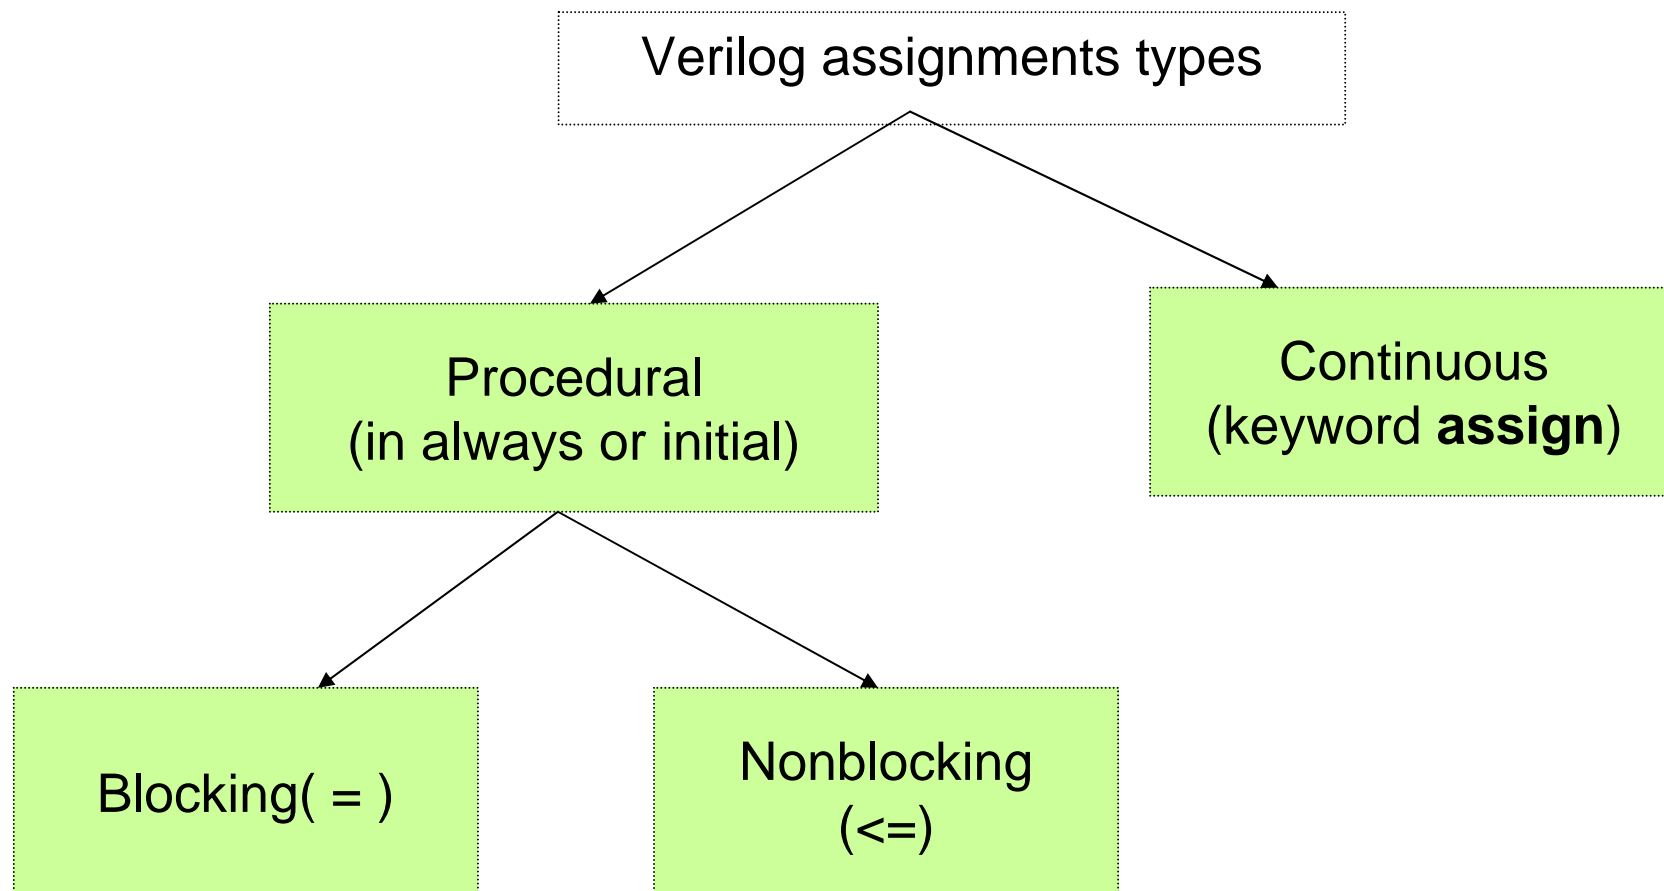 Verilog assignments types
Procedural
(in always or initial)
Continuous
(keyword assign)
Blocking( = )
Nonblocking
(<=)